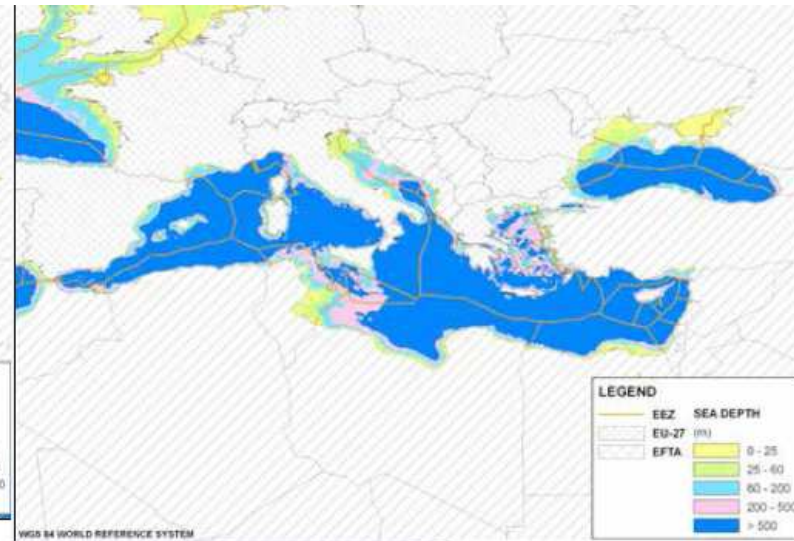 LEGEND
EEZ SEA DEPTH
EU-27 (m)
EFTA
0 - 25
25 - 60
60 - 200
200 - 500
> 500
WGS 84 WORLD REFERENCE SYSTEM